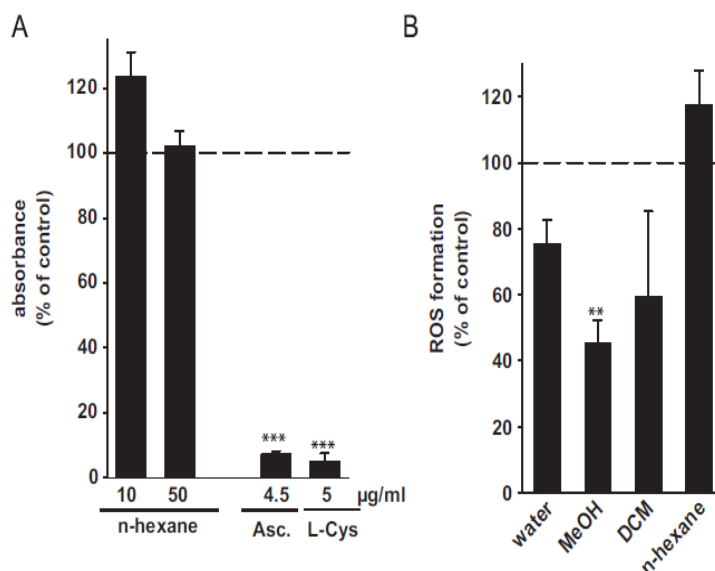 A
absorbance
(% of control)
120
100
80
60
40
20
0
***
***
10 50 4.5 5 µg/ml
n-hexane Asc. L-Cys
B
ROS formation
(% of control)
120
100
80
60
40
20
0
**
water MeOH DCM n-hexane